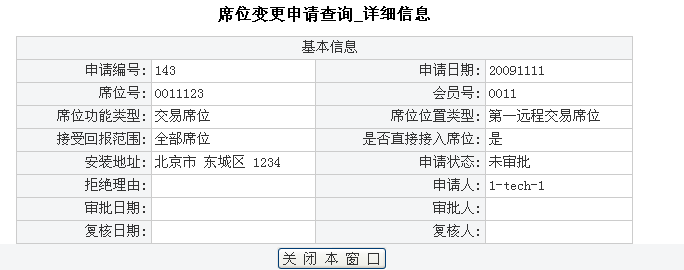 席位变更申请查询_详细信息
基本信息
申请编号: 143 申请日期: 20091111
席位号: 0011123 会员号: 0011
席位功能类型: 交易席位 席位位置类型: 第一远程交易席位
接受回报范围: 全部席位 是否直接接入席位: 是
安装地址: 北京市 东城区 1234 申请状态: 未审批
拒绝理由: 申请人: 1-tech-1
审批日期: 审批人:
复核日期: 复核人:
关 闭 本 窗 口